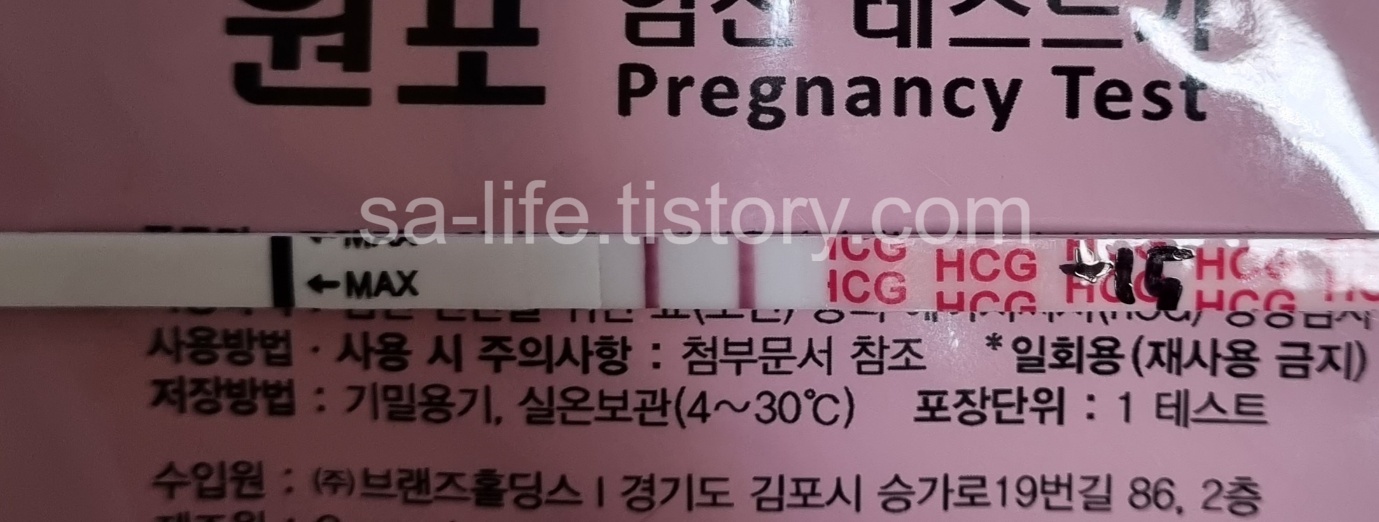 원포 임신 테스트기
Pregnancy Test
sa-life.tistory.com
←MAX
←MAX
HCG HCG HCG
HCG HCG HCG 15 HCG
사용방법 · 사용 시 주의사항 : 첨부문서 참조 *일회용(재사용 금지)
저장방법 : 기밀용기, 실온보관(4~30℃) 포장단위 : 1 테스트
수입원 : ㈜브랜즈홀딩스 I 경기도 김포시 승가로19번길 86, 2층